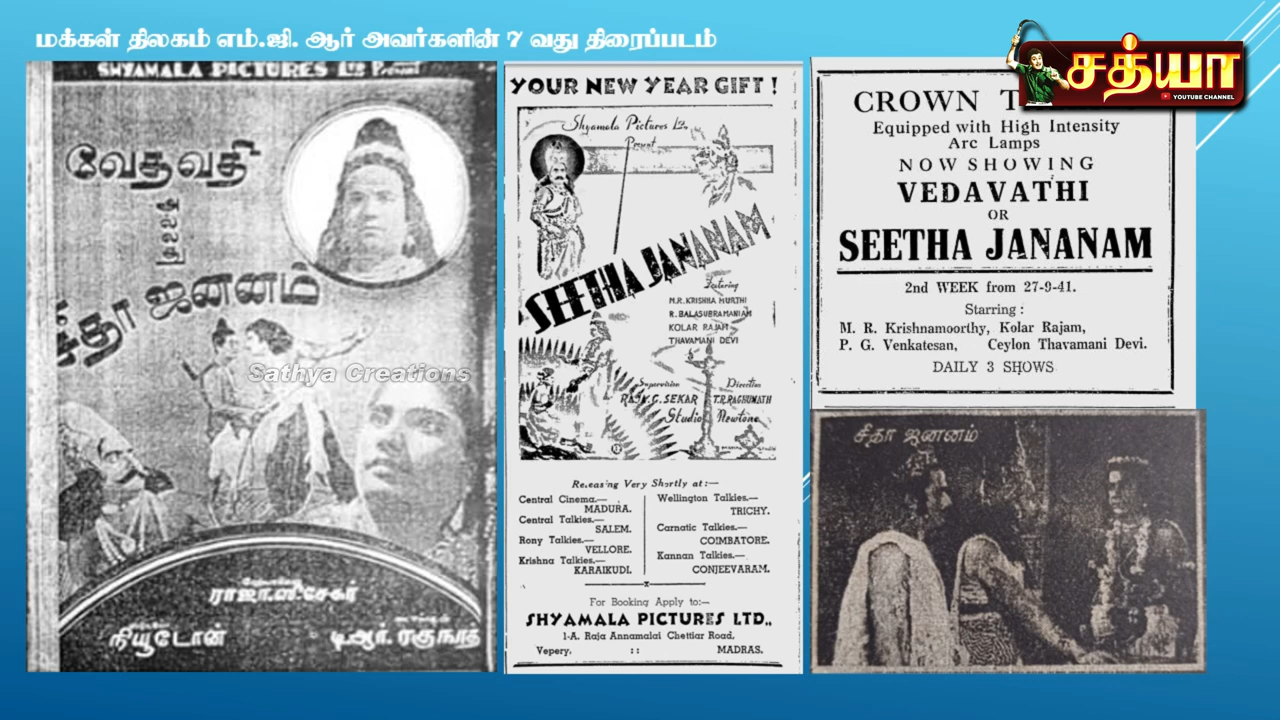 மக்கள் திலகம் எம்.ஜி. ஆர் அவர்களின் 7 வது திரைப்படம்
சத்யா
YOUTUBE CHANNEL
SHYAMALA PICTURES LTD Present
வேதவதி
அல்லது
சீதா ஜனனம்
Sathya Creations
ராஜா.ஸி.சேகர்
நியூடோன்
டி.ஆர். ரகுநாத்
YOUR NEW YEAR GIFT !
Shyamala Pictures Ltd.
Present
SEETHA JANANAM
Featuring
M.R. KRISHNA MURTHI
R. BALASUBRAMANIAM
KOLAR RAJAM
THAVAMANI DEVI
Supervision
RAJA C. SEKAR
Direction
T.R. RAGHUNATH
Studio Newtone
Releasing Very Shortly at :—
Central Cinema.—
MADURA.
Central Talkies.—
SALEM.
Rony Talkies.—
VELLORE.
Krishna Talkies.—
KARAIKUDI.
Wellington Talkies.—
TRICHY.
Carnatic Talkies.—
COIMBATORE.
Kannan Talkies.—
CONJEEVARAM.
For Booking Apply to:—
SHYAMALA PICTURES LTD.,
1-A. Raja Annamalai Chettiar Road,
Vepery. : : MADRAS.
CROWN
Equipped with High Intensity
Arc Lamps
NOW SHOWING
VEDAVATHI
OR
SEETHA JANANAM
2nd WEEK from 27-9-41.
Starring :
M. R. Krishnamoorthy, Kolar Rajam,
P. G. Venkatesan, Ceylon Thavamani Devi.
DAILY 3 SHOWS
சீதா ஜனனம்